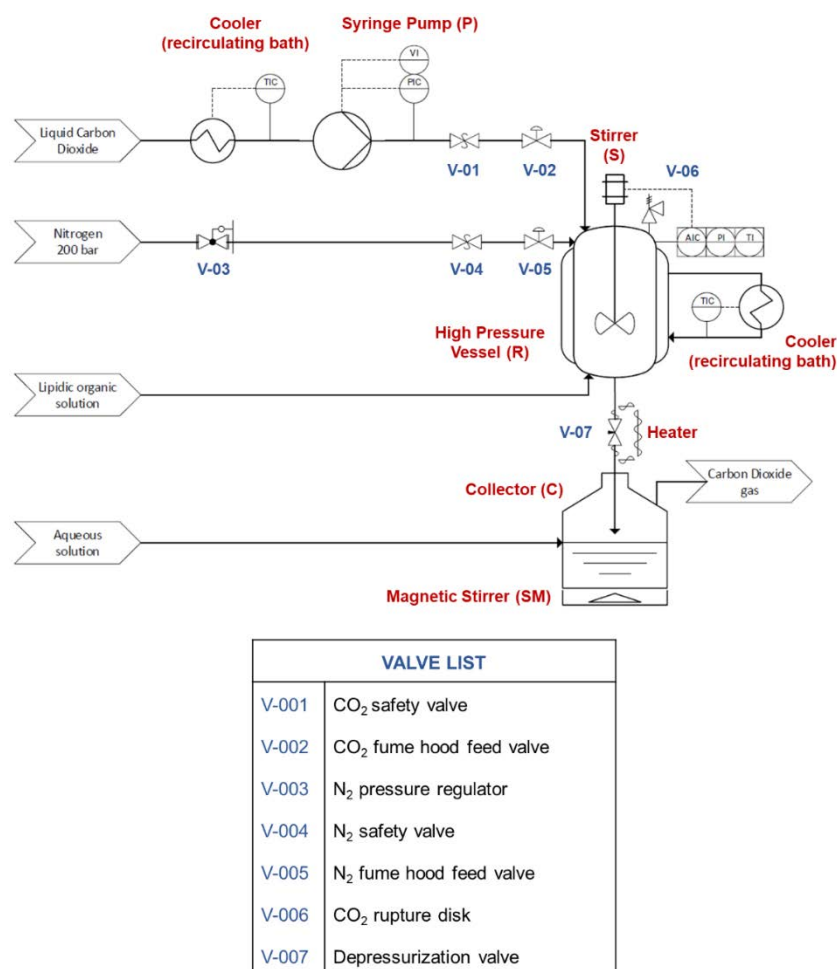 Cooler
(recirculating bath)
Syringe Pump (P)
VI
TIC
PIC
Liquid Carbon
Dioxide
Stirrer
(S)
V-01
V-02
V-06
Nitrogen
200 bar
AIC
PI
TI
V-03
V-04
V-05
TIC
High Pressure
Vessel (R)
Cooler
(recirculating bath)
Lipidic organic
solution
V-07
Heater
Carbon Dioxide
gas
Collector (C)
Aqueous
solution
Magnetic Stirrer (SM)
VALVE LIST
V-001 CO₂ safety valve
V-002 CO₂ fume hood feed valve
V-003 N₂ pressure regulator
V-004 N₂ safety valve
V-005 N₂ fume hood feed valve
V-006 CO₂ rupture disk
V-007 Depressurization valve